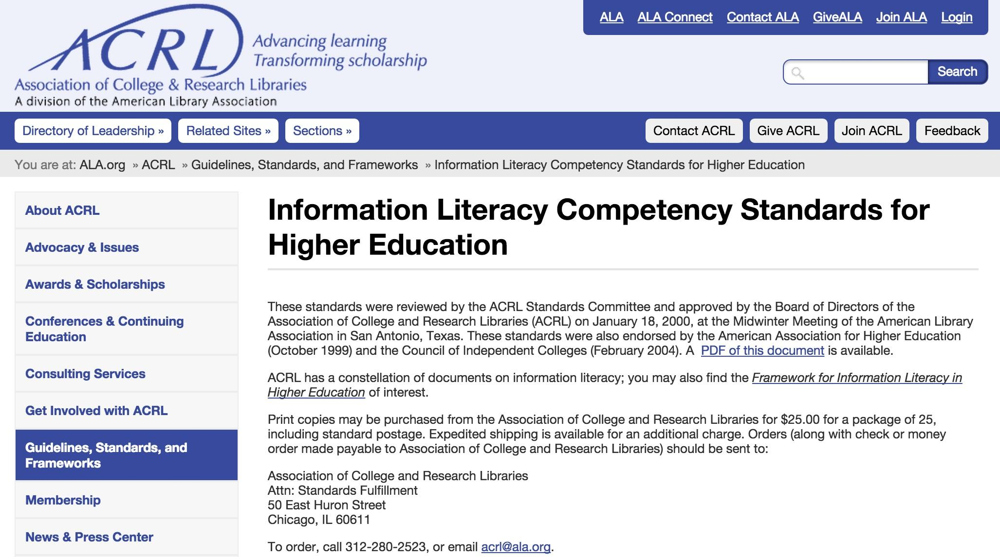 ALA ALA Connect Contact ALA GiveALA Join ALA Login
ACRL
Advancing learning
Transforming scholarship
Association of College & Research Libraries
A division of the American Library Association
Search
Directory of Leadership » Related Sites » Sections » Contact ACRL Give ACRL Join ACRL Feedback
You are at: ALA.org » ACRL » Guidelines, Standards, and Frameworks » Information Literacy Competency Standards for Higher Education
About ACRL
Advocacy & Issues
Awards & Scholarships
Conferences & Continuing
Education
Consulting Services
Get Involved with ACRL
Guidelines, Standards, and
Frameworks
Membership
News & Press Center
Information Literacy Competency Standards for
Higher Education
These standards were reviewed by the ACRL Standards Committee and approved by the Board of Directors of the
Association of College and Research Libraries (ACRL) on January 18, 2000, at the Midwinter Meeting of the American Library
Association in San Antonio, Texas. These standards were also endorsed by the American Association for Higher Education
(October 1999) and the Council of Independent Colleges (February 2004). A PDF of this document is available.
ACRL has a constellation of documents on information literacy; you may also find the Framework for Information Literacy in
Higher Education of interest.
Print copies may be purchased from the Association of College and Research Libraries for $25.00 for a package of 25,
including standard postage. Expedited shipping is available for an additional charge. Orders (along with check or money
order made payable to Association of College and Research Libraries) should be sent to:
Association of College and Research Libraries
Attn: Standards Fulfillment
50 East Huron Street
Chicago, IL 60611
To order, call 312-280-2523, or email acrl@ala.org.